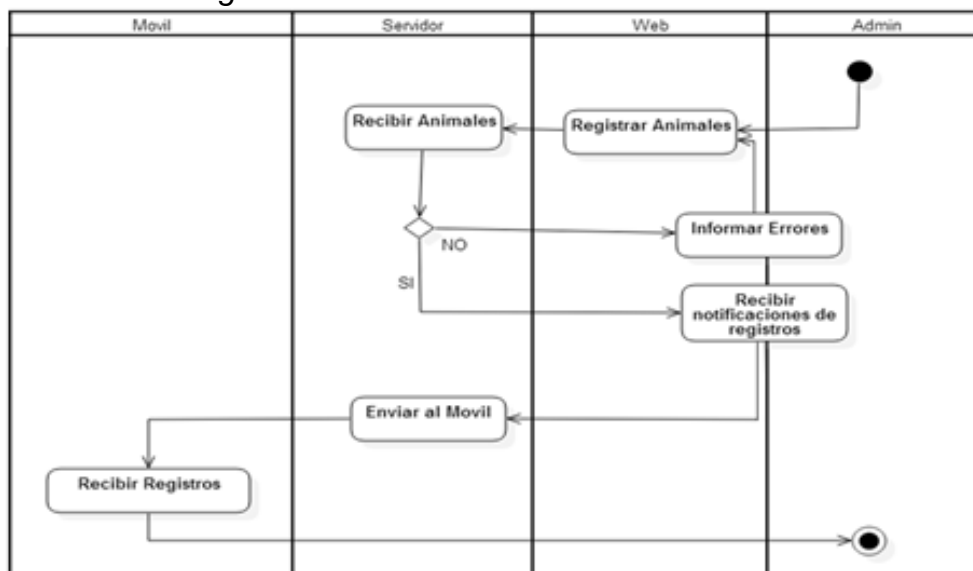 Movil
Servidor
Web
Admin
Recibir Animales
Registrar Animales
NO
Informar Errores
SI
Recibir
notificaciones de
registros
Enviar al Movil
Recibir Registros